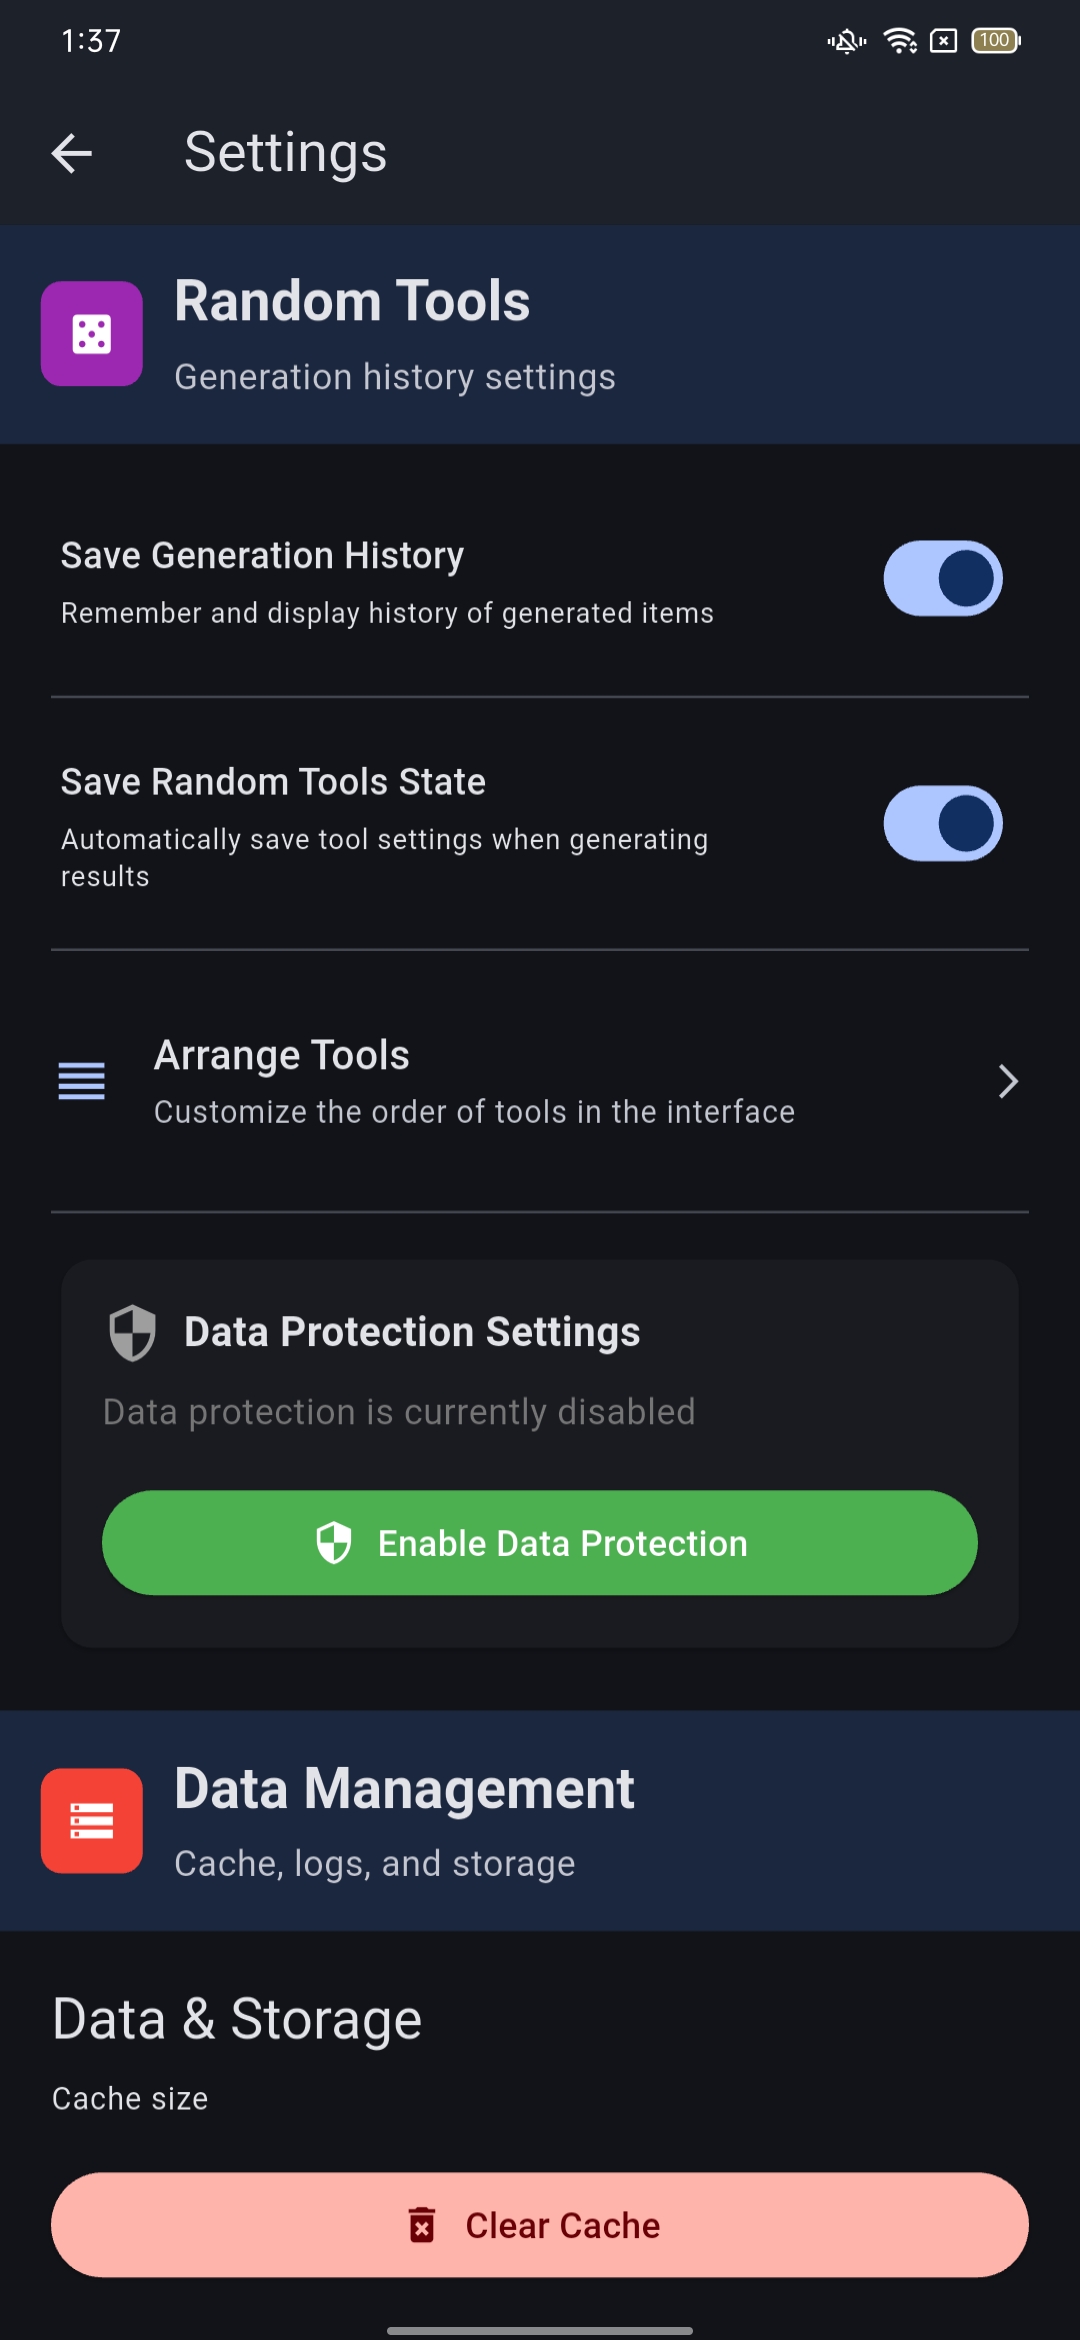 1:37
100
Settings
Random Tools
Generation history settings
Save Generation History
Remember and display history of generated items
Save Random Tools State
Automatically save tool settings when generating
results
Arrange Tools
Customize the order of tools in the interface
Data Protection Settings
Data protection is currently disabled
Enable Data Protection
Data Management
Cache, logs, and storage
Data & Storage
Cache size
Clear Cache